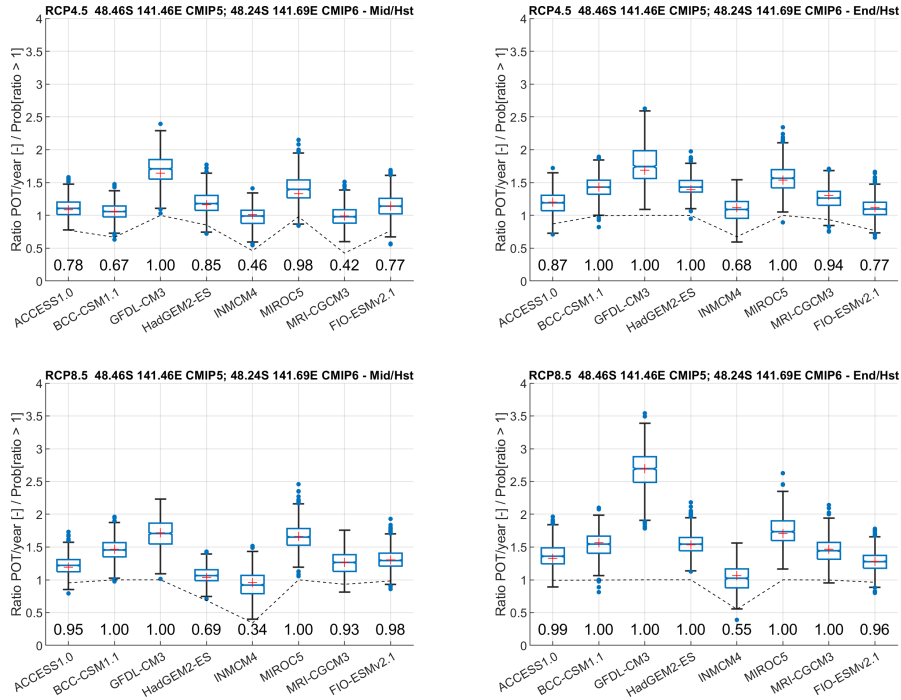 RCP4.5 48.46S 141.46E CMIP5; 48.24S 141.69E CMIP6 - Mid/Hst
Ratio POT/year [-] / Prob[ratio > 1]
4
3.5
3
2.5
2
1.5
1
0.5
0
0.78 0.67 1.00 0.85 0.46 0.98 0.42 0.77
ACCESS1.0 BCC-CSM1.1 GFDL-CM3 HadGEM2-ES INMCM4 MIROC5 MRI-CGCM3 FIO-ESMv2.1
RCP4.5 48.46S 141.46E CMIP5; 48.24S 141.69E CMIP6 - End/Hst
Ratio POT/year [-] / Prob[ratio > 1]
4
3.5
3
2.5
2
1.5
1
0.5
0
0.87 1.00 1.00 1.00 0.68 1.00 0.94 0.77
ACCESS1.0 BCC-CSM1.1 GFDL-CM3 HadGEM2-ES INMCM4 MIROC5 MRI-CGCM3 FIO-ESMv2.1
RCP8.5 48.46S 141.46E CMIP5; 48.24S 141.69E CMIP6 - Mid/Hst
Ratio POT/year [-] / Prob[ratio > 1]
4
3.5
3
2.5
2
1.5
1
0.5
0
0.95 1.00 1.00 0.69 0.34 1.00 0.93 0.98
ACCESS1.0 BCC-CSM1.1 GFDL-CM3 HadGEM2-ES INMCM4 MIROC5 MRI-CGCM3 FIO-ESMv2.1
RCP8.5 48.46S 141.46E CMIP5; 48.24S 141.69E CMIP6 - End/Hst
Ratio POT/year [-] / Prob[ratio > 1]
4
3.5
3
2.5
2
1.5
1
0.5
0
0.99 1.00 1.00 1.00 0.55 1.00 1.00 0.96
ACCESS1.0 BCC-CSM1.1 GFDL-CM3 HadGEM2-ES INMCM4 MIROC5 MRI-CGCM3 FIO-ESMv2.1